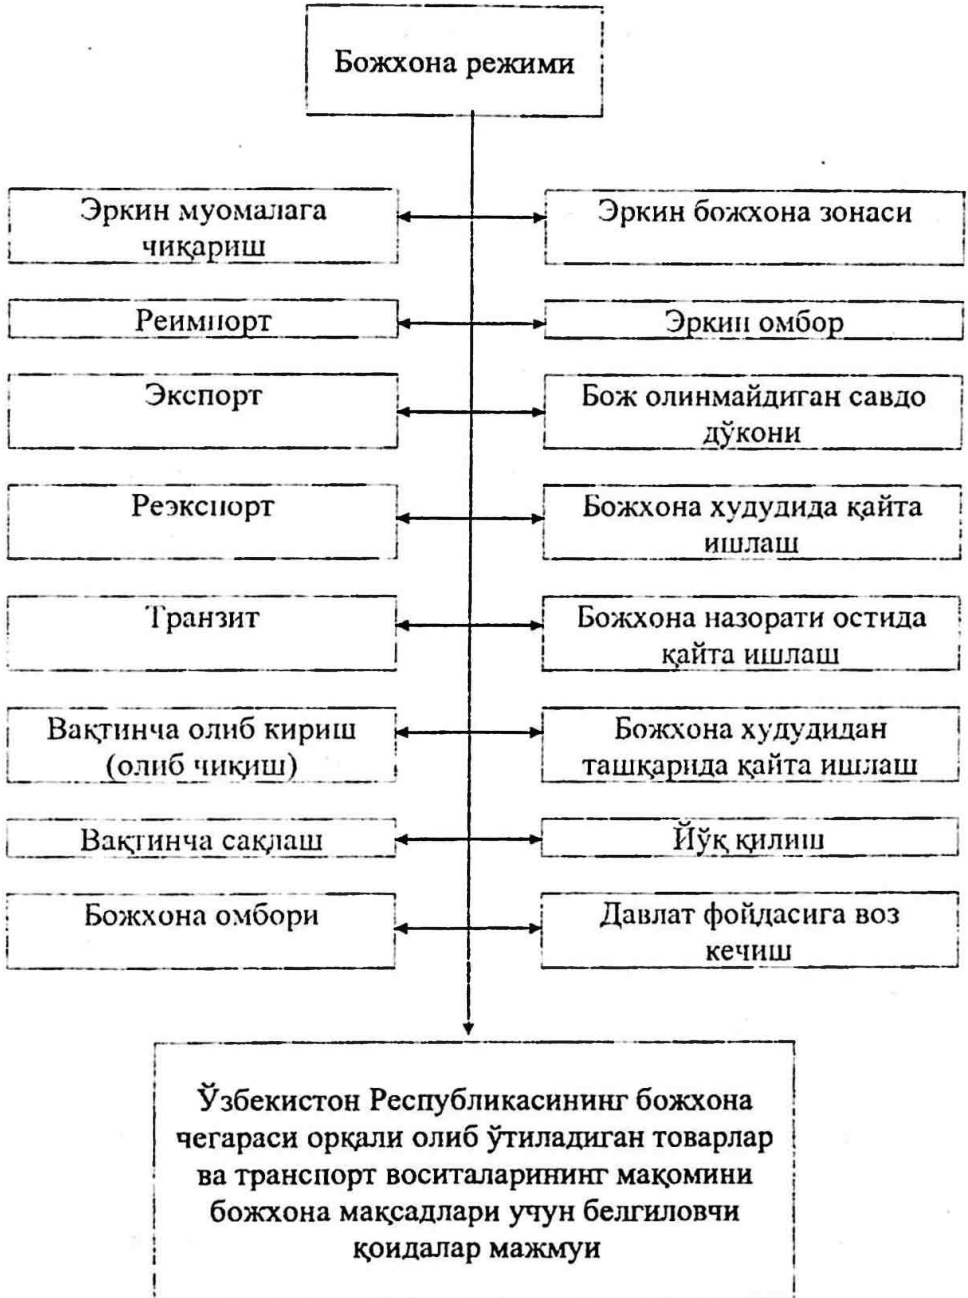 Божхона режими
Эркин муомалага
чиқариш
Эркин божхона зонаси
Реимпорт
Эркин омбор
Экспорт
Бож олинмайдиган савдо
дўкони
Реэкспорт
Божхона худудида қайта
ишлаш
Транзит
Божхона назорати остида
қайта ишлаш
Вақтинча олиб кириш
(олиб чиқиш)
Божхона худудидан
ташқарида қайта ишлаш
Вақтинча сақлаш
Йўқ қилиш
Божхона омбори
Давлат фойдасига воз
кечиш
Ўзбекистон Республикасининг божхона
чегараси орқали олиб ўтиладиган товарлар
ва транспорт воситаларининг мақомини
божхона мақсадлари учун белгиловчи
қоидалар мажмуи